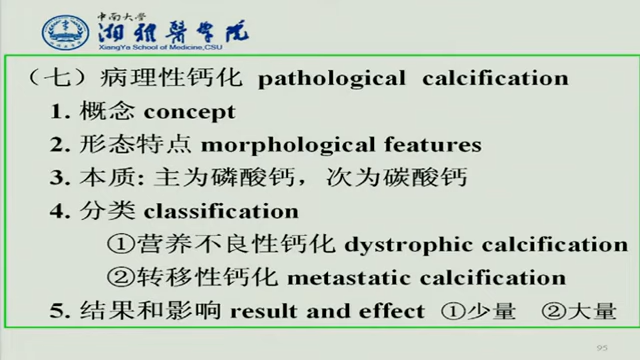 中南大学
湘雅醫学院
XiangYa School of Medicine,CSU
（七）病理性钙化 pathological calcification
1. 概念 concept
2. 形态特点 morphological features
3. 本质: 主为磷酸钙，次为碳酸钙
4. 分类 classification
①营养不良性钙化 dystrophic calcification
②转移性钙化 metastatic calcification
5. 结果和影响 result and effect ①少量 ②大量
95